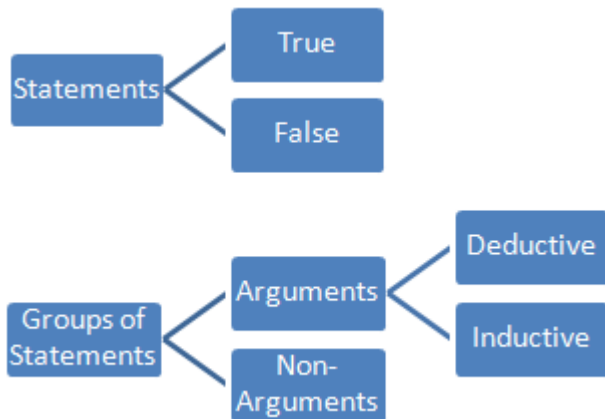 Statements
True
False
Groups of
Statements
Arguments
Non-
Arguments
Deductive
Inductive